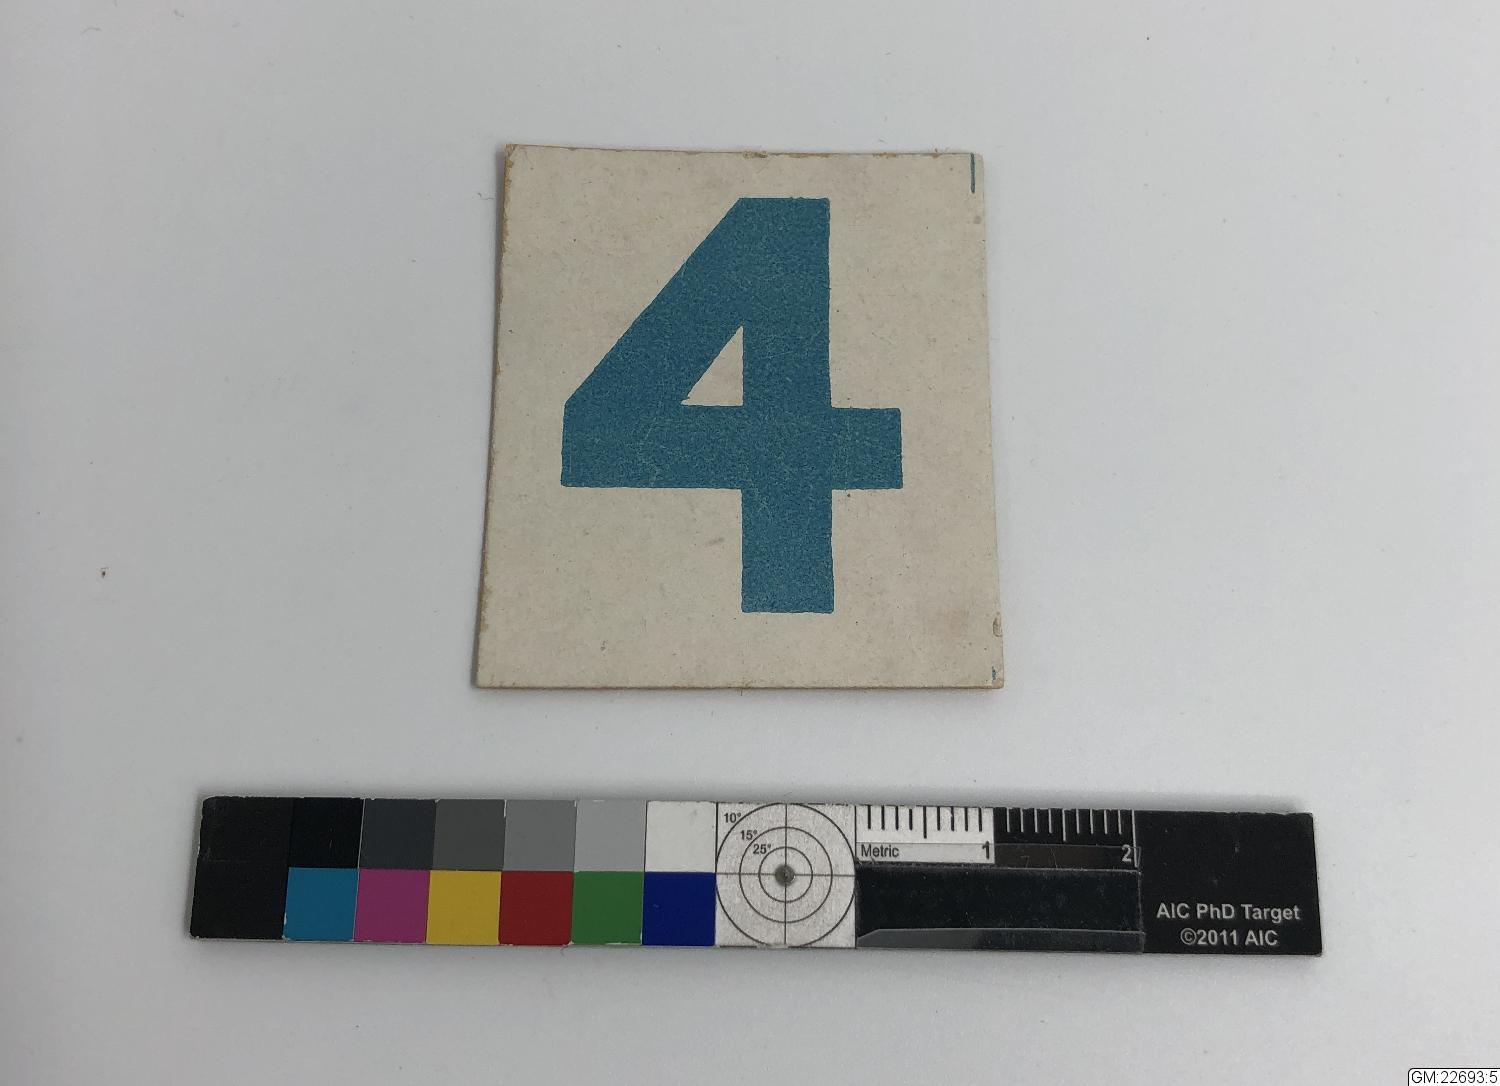 4
10°
15°
25°
Metric 1 2
AIC PhD Target
©2011 AIC
GM:22693:5